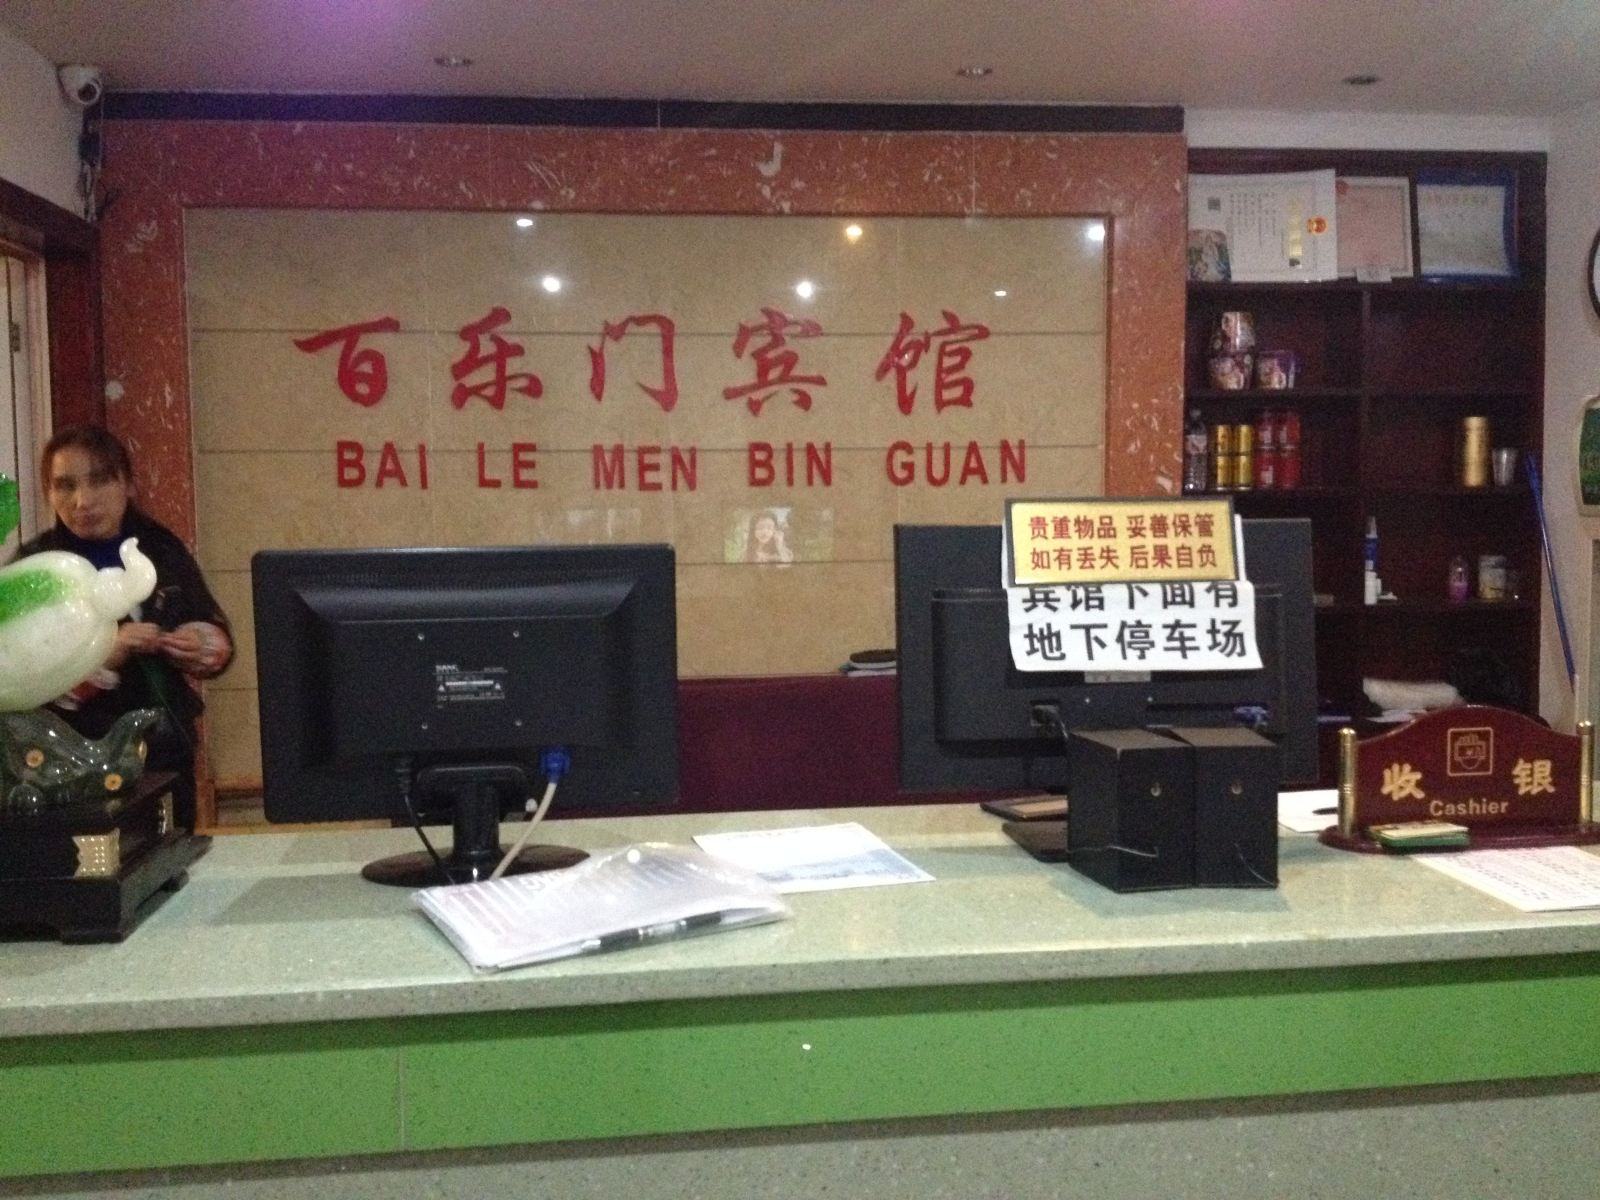 百乐门宾馆
BAI LE MEN BIN GUAN
贵重物品 妥善保管
如有丢失 后果自负
宾馆下面有
地下停车场
收 银
Cashier